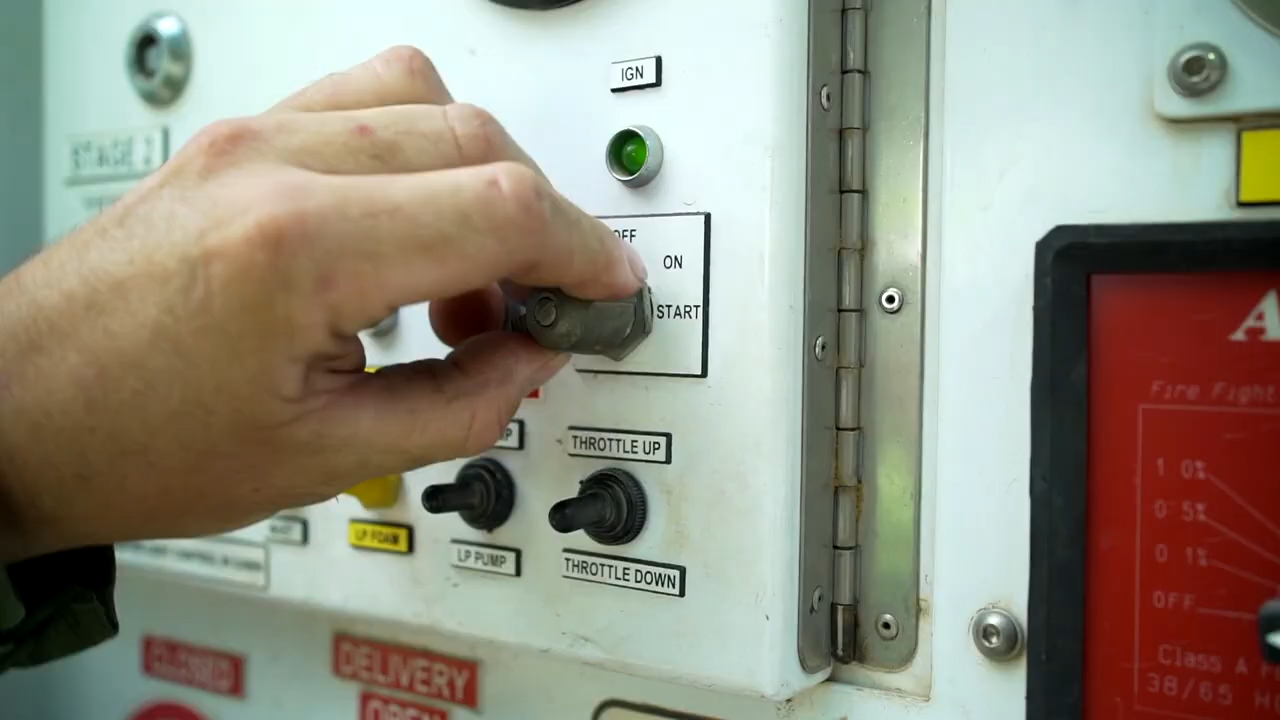 IGN
STAGE 2
OFF
ON
START
THROTTLE UP
LP FOAM
LP PUMP
THROTTLE DOWN
CLOSED
DELIVERY
OPEN
A
Fire Fight
1 0%
0 5%
0 1%
OFF
Class A F
38/65 H